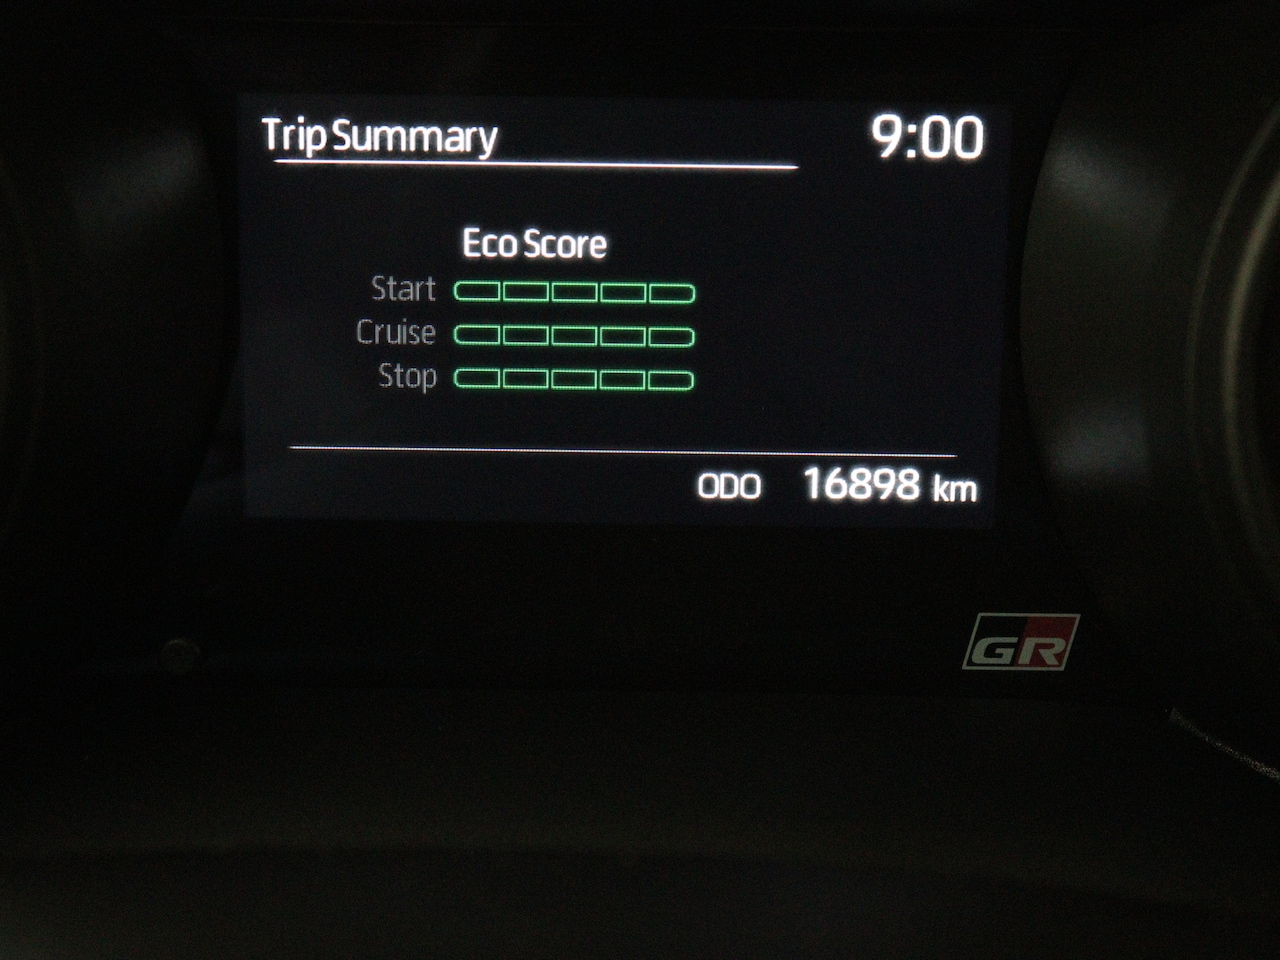 Trip Summary 9:00
Eco Score
Start
Cruise
Stop
ODO 16898 km
GR